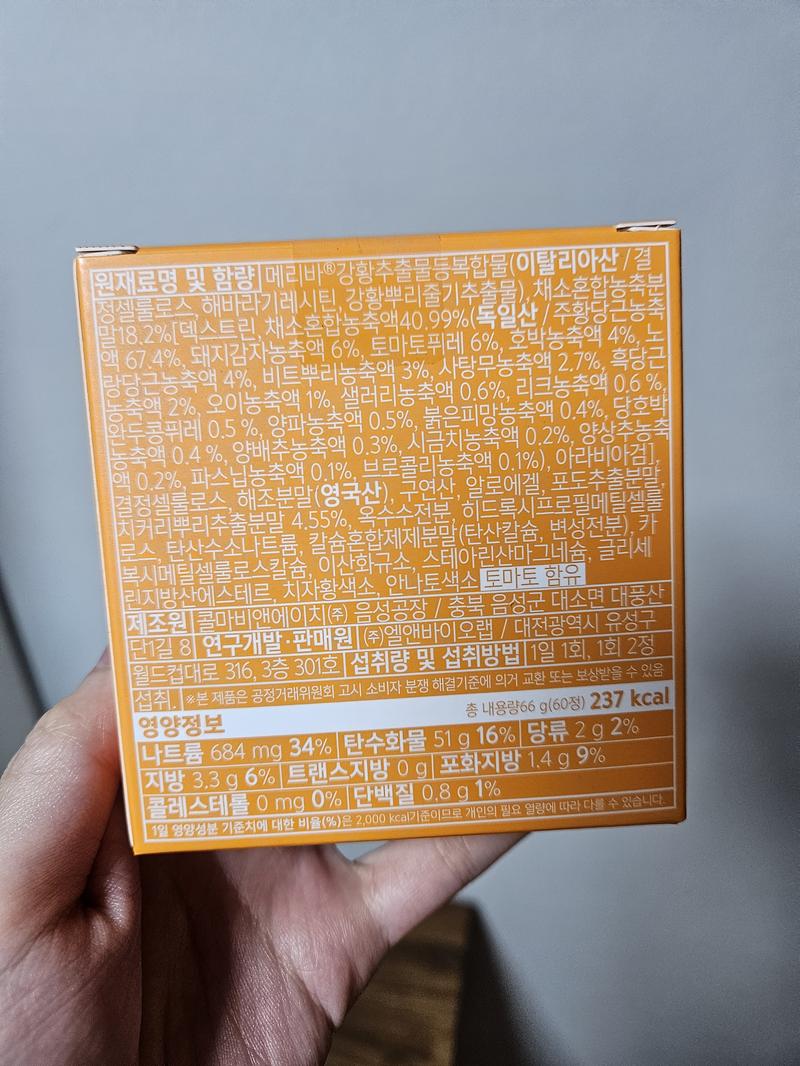 원재료명 및 함량 메리바®강황추출물등복합물(이탈리아산 / 결
정셀룰로스, 해바라기레시틴, 강황뿌리줄기추출물), 채소혼합농축분
말18.2%[덱스트린, 채소혼합농축액40.99%(독일산 / 주황당근농축
액 67.4%, 돼지감자농축액 6%, 토마토퓌레 6%, 호박농축액 4%, 노
랑당근농축액 4%, 비트뿌리농축액 3%, 사탕무농축액 2.7%, 흑당근
농축액 2%, 오이농축액 1%, 샐러리농축액 0.6%, 리크농축액 0.6 %,
완두콩퓌레 0.5 %, 양파농축액 0.5%, 붉은피망농축액 0.4%, 당호박
농축액 0.4 %, 양배추농축액 0.3%, 시금치농축액 0.2%, 양상추농축
액 0.2%, 파스닙농축액 0.1%, 브로콜리농축액 0.1%), 아라비아검],
결정셀룰로스, 해조분말(영국산), 구연산, 알로에겔, 포도추출분말,
치커리뿌리추출분말 4.55%, 옥수수전분, 히드록시프로필메틸셀룰
로스, 탄산수소나트륨, 칼슘혼합제제분말(탄산칼슘, 변성전분), 카
복시메틸셀룰로스칼슘, 이산화규소, 스테아린산마그네슘, 글리세
린지방산에스테르, 치자황색소, 안나토색소 토마토 함유
제조원 콜마비앤에이치㈜ 음성공장 / 충북 음성군 대소면 대풍산
단1길 8 연구개발·판매원 ㈜엘앤바이오랩 / 대전광역시 유성구
월드컵대로 316, 3층 301호 섭취량 및 섭취방법 1일 1회, 1회 2정
섭취. ※본 제품은 공정거래위원회 고시 소비자 분쟁 해결기준에 의거 교환 또는 보상받을 수 있음
영양정보 총 내용량66 g(60정) 237 kcal
나트륨 684 mg 34% 탄수화물 51 g 16% 당류 2 g 2%
지방 3.3 g 6% 트랜스지방 0 g 포화지방 1.4 g 9%
콜레스테롤 0 mg 0% 단백질 0.8 g 1%
1일 영양성분 기준치에 대한 비율(%)은 2,000 kcal기준이므로 개인의 필요 열량에 따라 다를 수 있습니다.